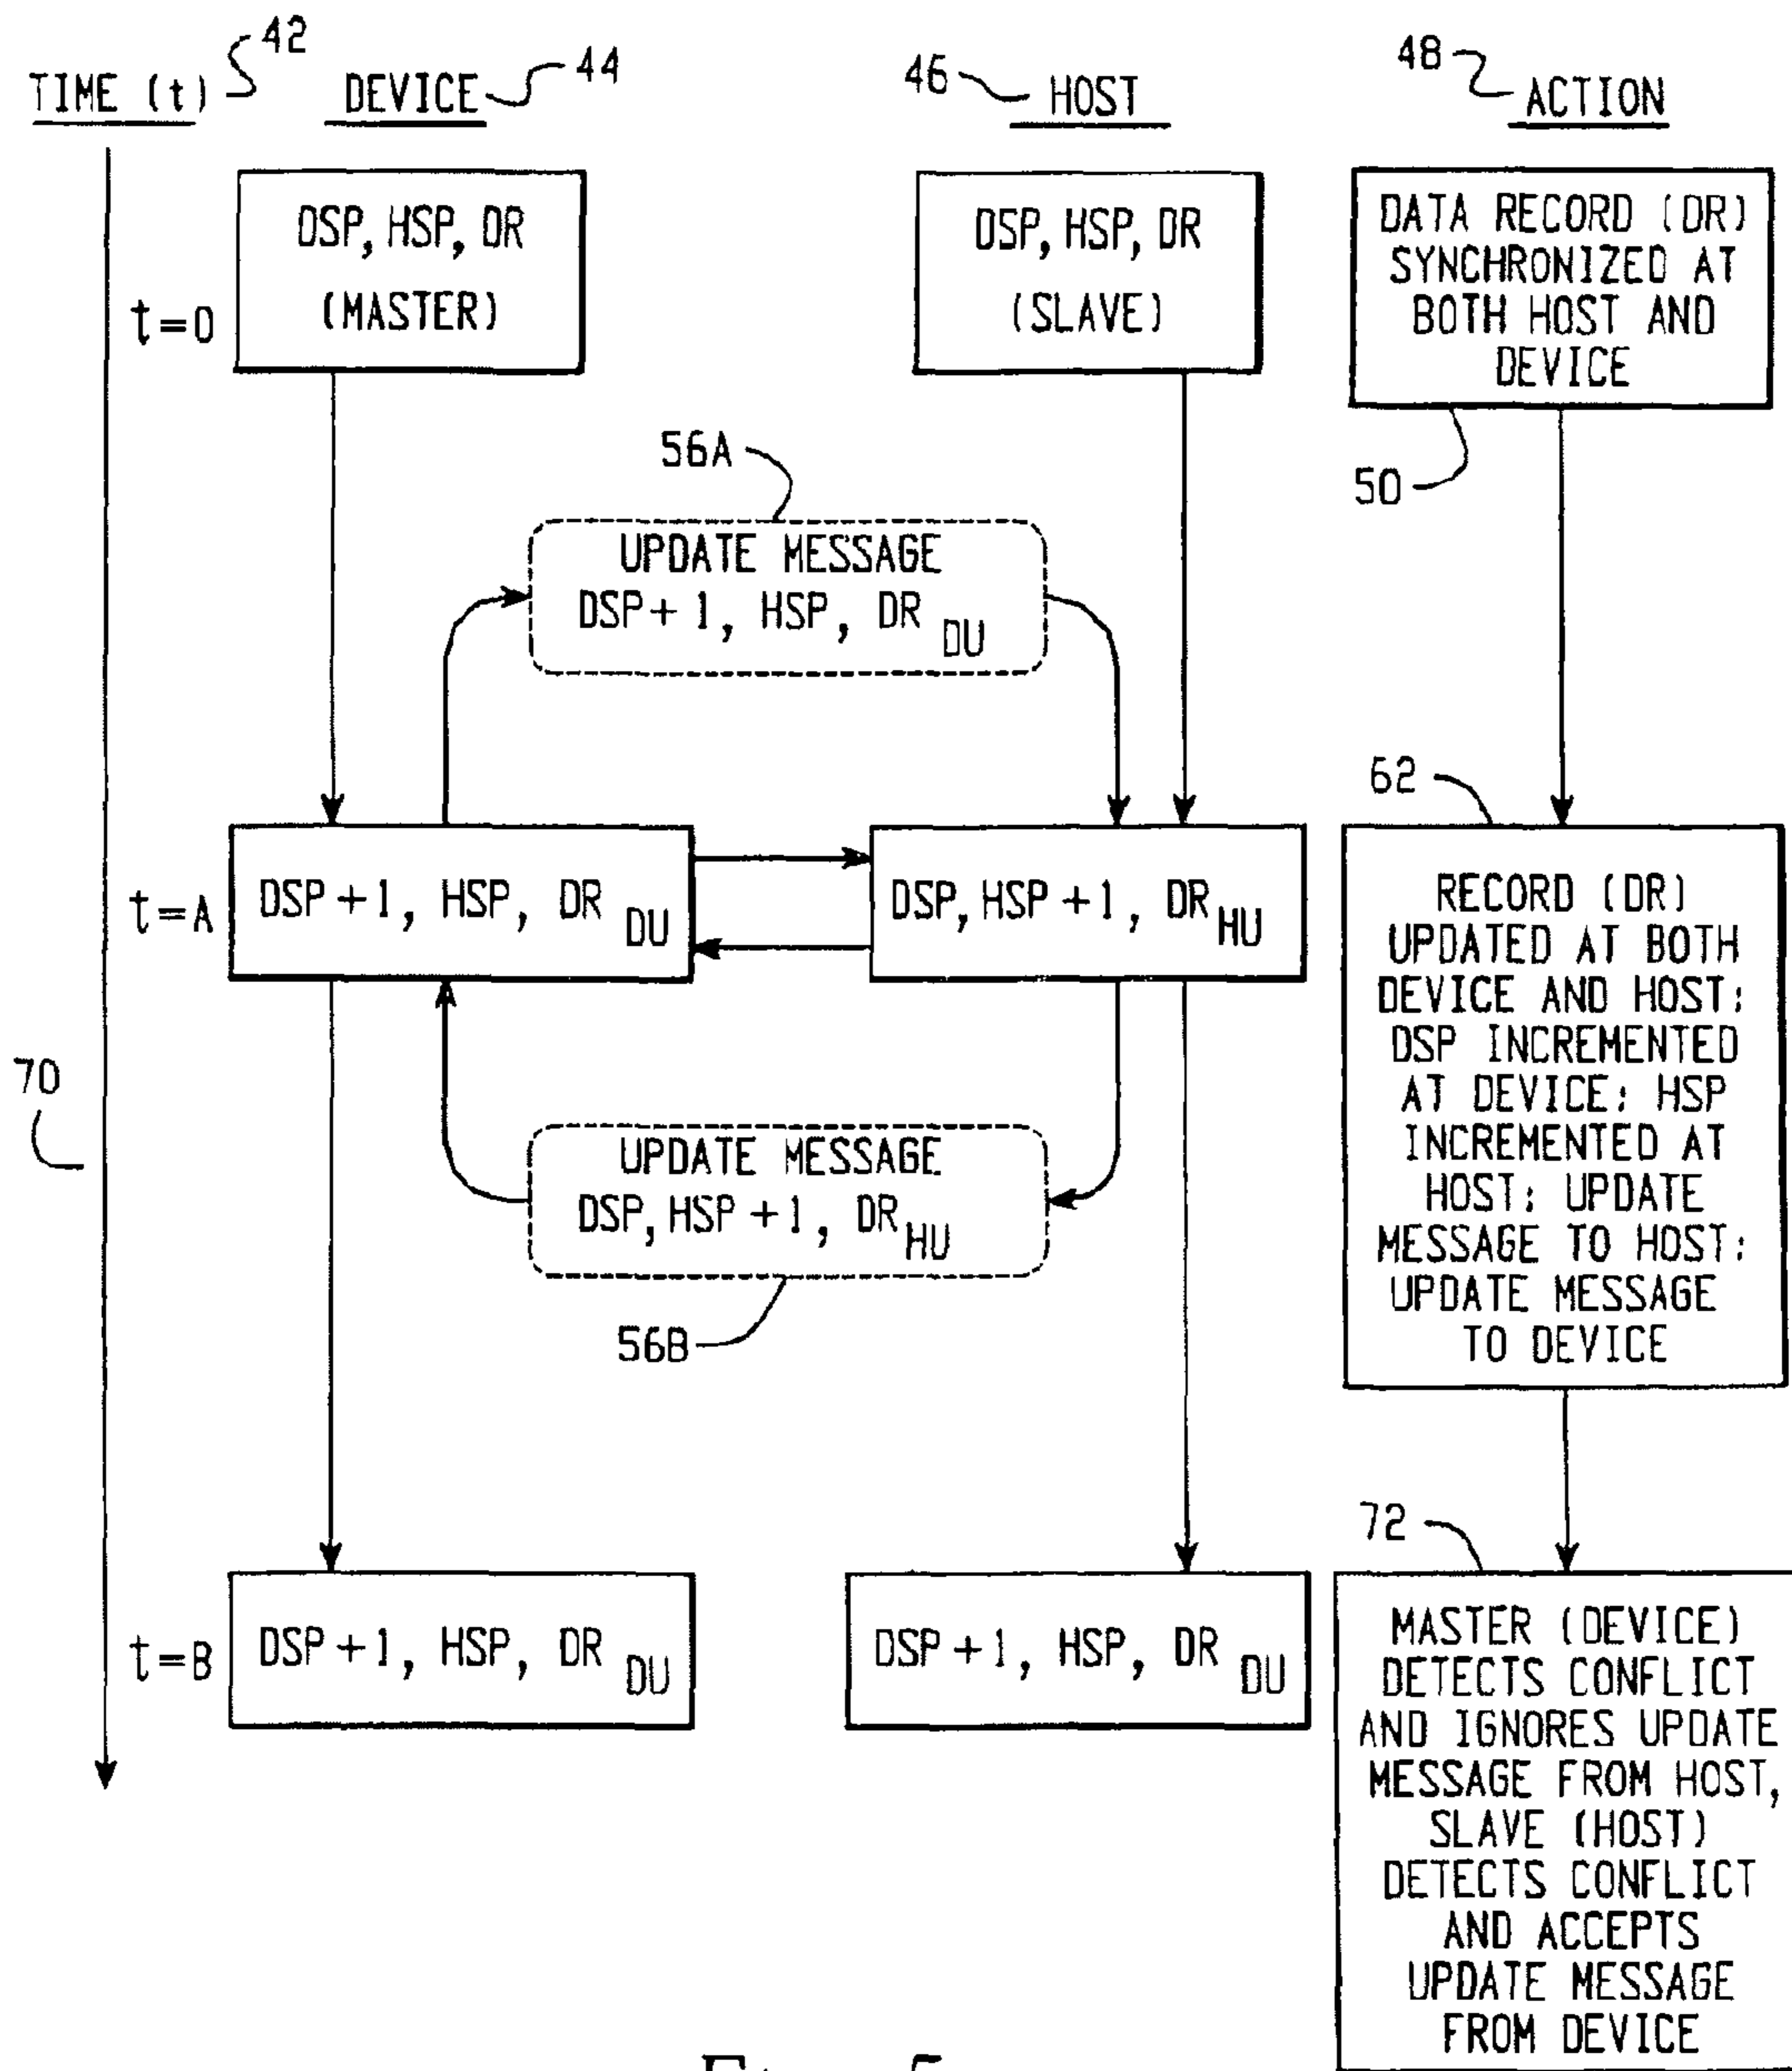 42
44
46
48
TIME (t)
DEVICE
HOST
ACTION
DSP, HSP, DR
(MASTER)
DSP, HSP, DR
(SLAVE)
DATA RECORD (DR)
SYNCHRONIZED AT
BOTH HOST AND
DEVICE
t=0
50
56A
UPDATE MESSAGE
DSP+1, HSP, DR DU
62
t=A
DSP+1, HSP, DR DU
DSP, HSP+1, DR HU
RECORD (DR)
UPDATED AT BOTH
DEVICE AND HOST;
DSP INCREMENTED
AT DEVICE; HSP
INCREMENTED AT
HOST; UPDATE
MESSAGE TO HOST;
UPDATE MESSAGE
TO DEVICE
70
UPDATE MESSAGE
DSP, HSP+1, DR HU
56B
72
t=B
DSP+1, HSP, DR DU
DSP+1, HSP, DR DU
MASTER (DEVICE)
DETECTS CONFLICT
AND IGNORES UPDATE
MESSAGE FROM HOST,
SLAVE (HOST)
DETECTS CONFLICT
AND ACCEPTS
UPDATE MESSAGE
FROM DEVICE